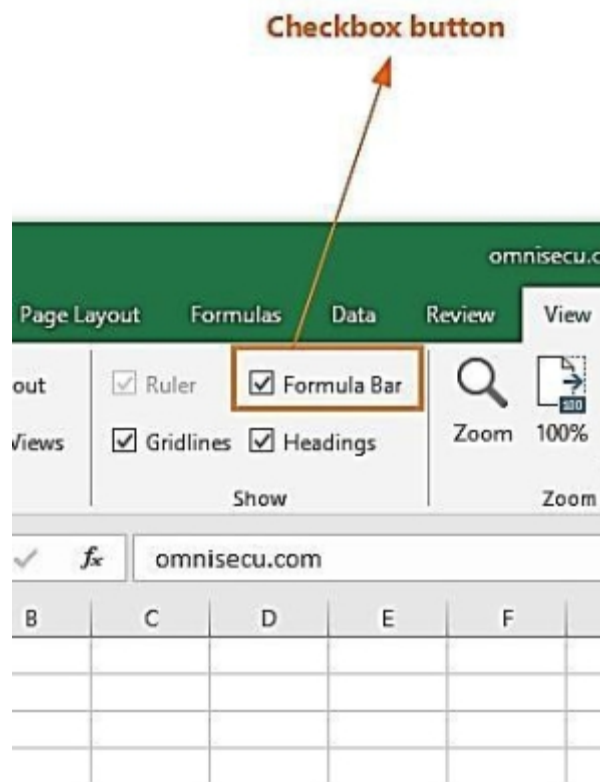 Checkbox button
omnisecu.c
Page Layout Formulas Data Review View
out Ruler Formula Bar
Views Gridlines Headings Zoom 100%
Show Zoom
fx omnisecu.com
B C D E F